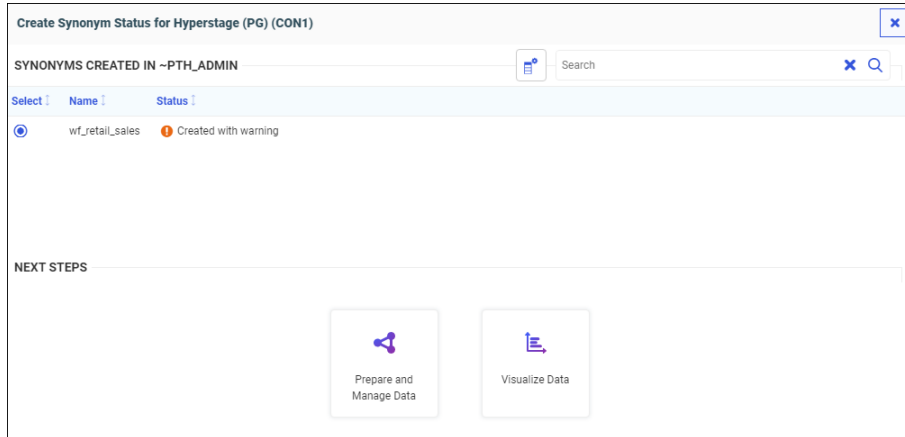 Create Synonym Status for Hyperstage (PG) (CON1)
SYNONYMS CREATED IN ~PTH_ADMIN
Search
Select Name Status
wf_retail_sales Created with warning
NEXT STEPS
Prepare and
Manage Data
Visualize Data